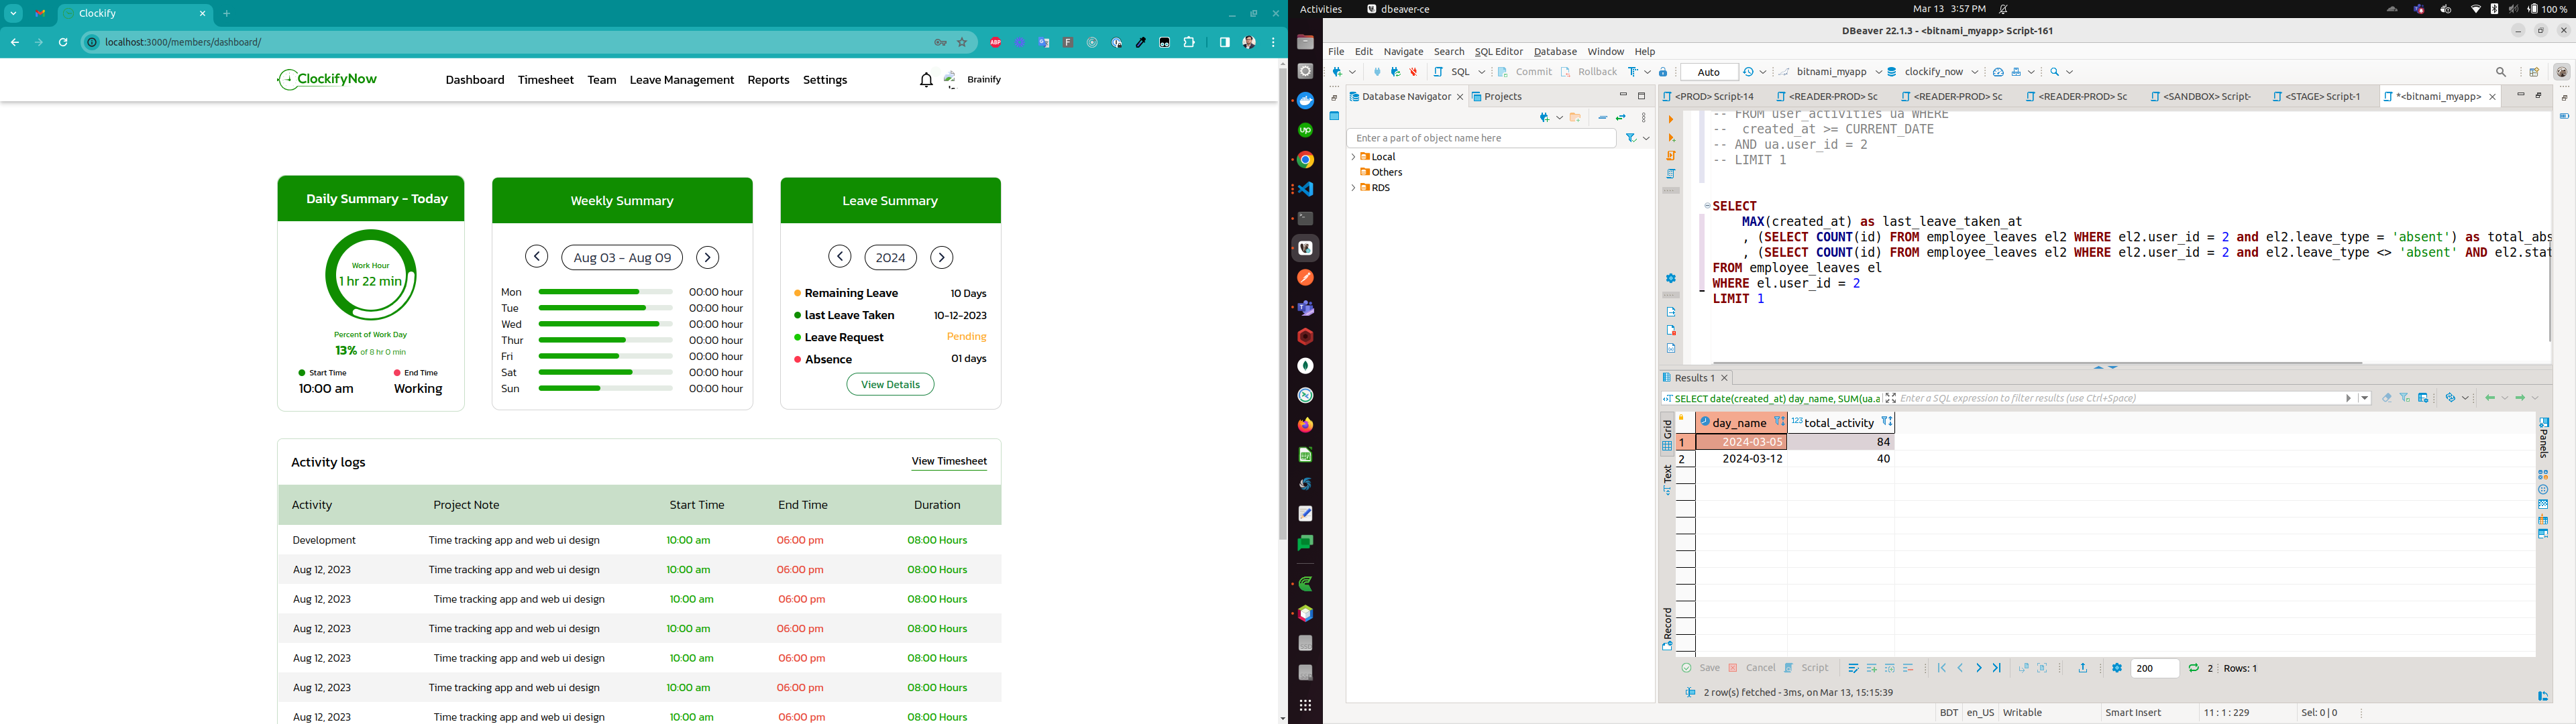 Clockify
localhost:3000/members/dashboard/
ClockifyNow
Dashboard Timesheet Team Leave Management Reports Settings
Brainify
Daily Summary - Today
Work Hour
1 hr 22 min
Percent of Work Day
13% of 8 hr 0 min
Start Time
10:00 am
End Time
Working
Weekly Summary
Aug 03 - Aug 09
Mon 00:00 hour
Tue 00:00 hour
Wed 00:00 hour
Thur 00:00 hour
Fri 00:00 hour
Sat 00:00 hour
Sun 00:00 hour
Leave Summary
2024
Remaining Leave 10 Days
last Leave Taken 10-12-2023
Leave Request Pending
Absence 01 days
View Details
Activity logs
View Timesheet
Activity Project Note Start Time End Time Duration
Development Time tracking app and web ui design 10:00 am 06:00 pm 08:00 Hours
Aug 12, 2023 Time tracking app and web ui design 10:00 am 06:00 pm 08:00 Hours
Aug 12, 2023 Time tracking app and web ui design 10:00 am 06:00 pm 08:00 Hours
Aug 12, 2023 Time tracking app and web ui design 10:00 am 06:00 pm 08:00 Hours
Aug 12, 2023 Time tracking app and web ui design 10:00 am 06:00 pm 08:00 Hours
Aug 12, 2023 Time tracking app and web ui design 10:00 am 06:00 pm 08:00 Hours
Aug 12, 2023 Time tracking app and web ui design 10:00 am 06:00 pm 08:00 Hours
Activities dbeaver-ce Mar 13 3:57 PM 100 %
DBeaver 22.1.3 - <bitnami_myapp> Script-161
File Edit Navigate Search SQL Editor Database Window Help
SQL Commit Rollback Auto bitnami_myapp clockify_now
Database Navigator Projects
Enter a part of object name here
Local
Others
RDS
<PROD> Script-14 <READER-PROD> Sc <READER-PROD> Sc <READER-PROD> Sc <SANDBOX> Script- <STAGE> Script-1 *<bitnami_myapp>
-- FROM user_activities ua WHERE
-- created_at >= CURRENT_DATE
-- AND ua.user_id = 2
-- LIMIT 1
SELECT
MAX(created_at) as last_leave_taken_at
, (SELECT COUNT(id) FROM employee_leaves el2 WHERE el2.user_id = 2 and el2.leave_type = 'absent') as total_abs
, (SELECT COUNT(id) FROM employee_leaves el2 WHERE el2.user_id = 2 and el2.leave_type <> 'absent' AND el2.stat
FROM employee_leaves el
WHERE el.user_id = 2
LIMIT 1
Results 1
SELECT date(created_at) day_name, SUM(ua.a
Enter a SQL expression to filter results (use Ctrl+Space)
Grid
Text
Record
Panels
day_name 123 total_activity
1 2024-03-05 84
2 2024-03-12 40
Save Cancel Script 200 2 Rows: 1
2 row(s) fetched - 3ms, on Mar 13, 15:15:39
BDT en_US Writable Smart Insert 11 : 1 : 229 Sel: 0 | 0